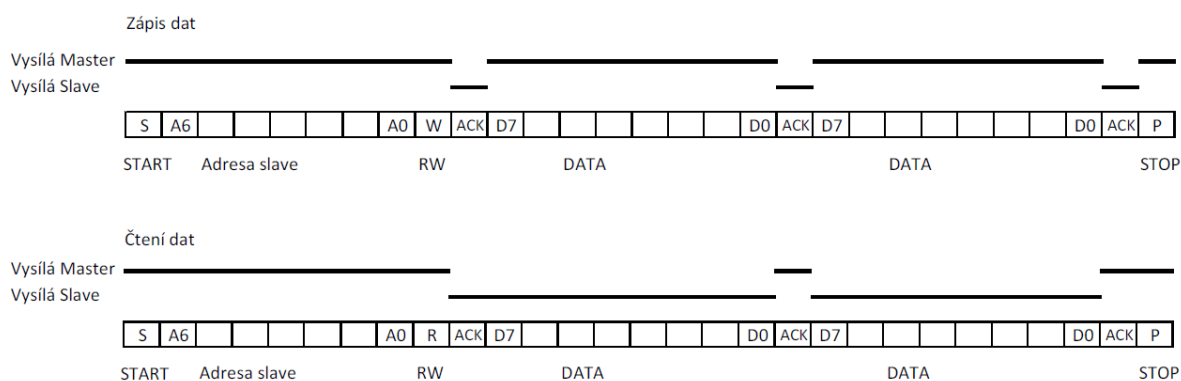 Zápis dat
Vysílá Master
Vysílá Slave
S A6 A0 W ACK D7 D0 ACK D7 D0 ACK P
START Adresa slave RW DATA DATA STOP
Čtení dat
Vysílá Master
Vysílá Slave
S A6 A0 R ACK D7 D0 ACK D7 D0 ACK P
START Adresa slave RW DATA DATA STOP